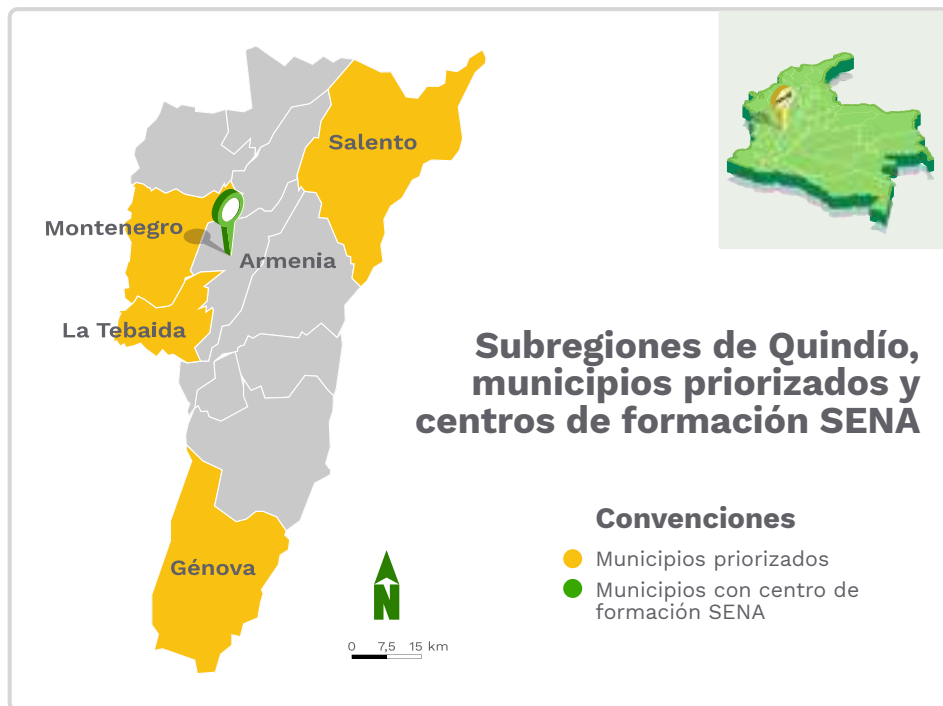 Salento
Montenegro
Armenia
La Tebaida
Subregiones de Quindío,
municipios priorizados y
centros de formación SENA
Génova
Convenciones
Municipios priorizados
Municipios con centro de
formación SENA
N
0 7,5 15 km